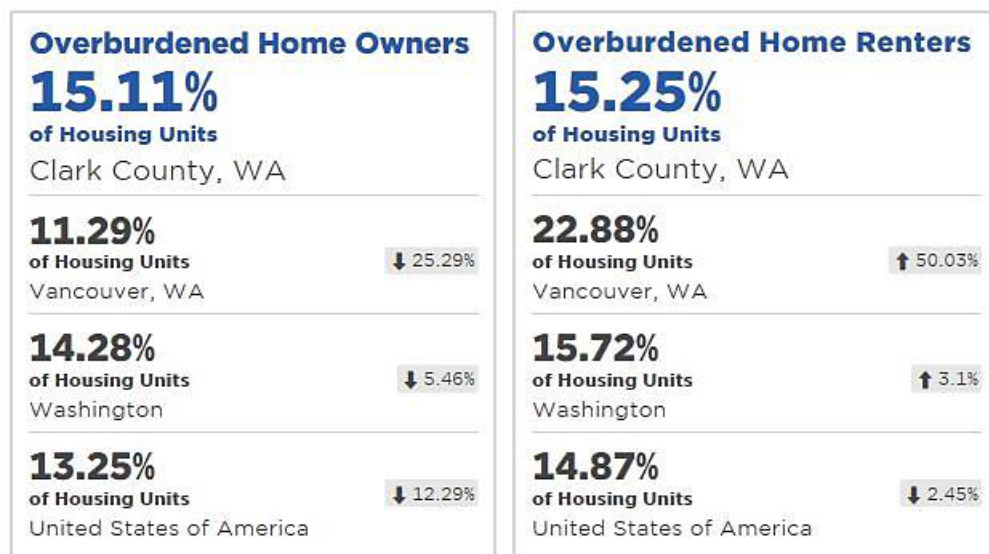 Overburdened Home Owners
15.11%
of Housing Units
Clark County, WA
11.29%
of Housing Units
⬇ 25.29%
Vancouver, WA
14.28%
of Housing Units
⬇ 5.46%
Washington
13.25%
of Housing Units
⬇ 12.29%
United States of America
Overburdened Home Renters
15.25%
of Housing Units
Clark County, WA
22.88%
of Housing Units
⬆ 50.03%
Vancouver, WA
15.72%
of Housing Units
⬆ 3.1%
Washington
14.87%
of Housing Units
⬇ 2.45%
United States of America